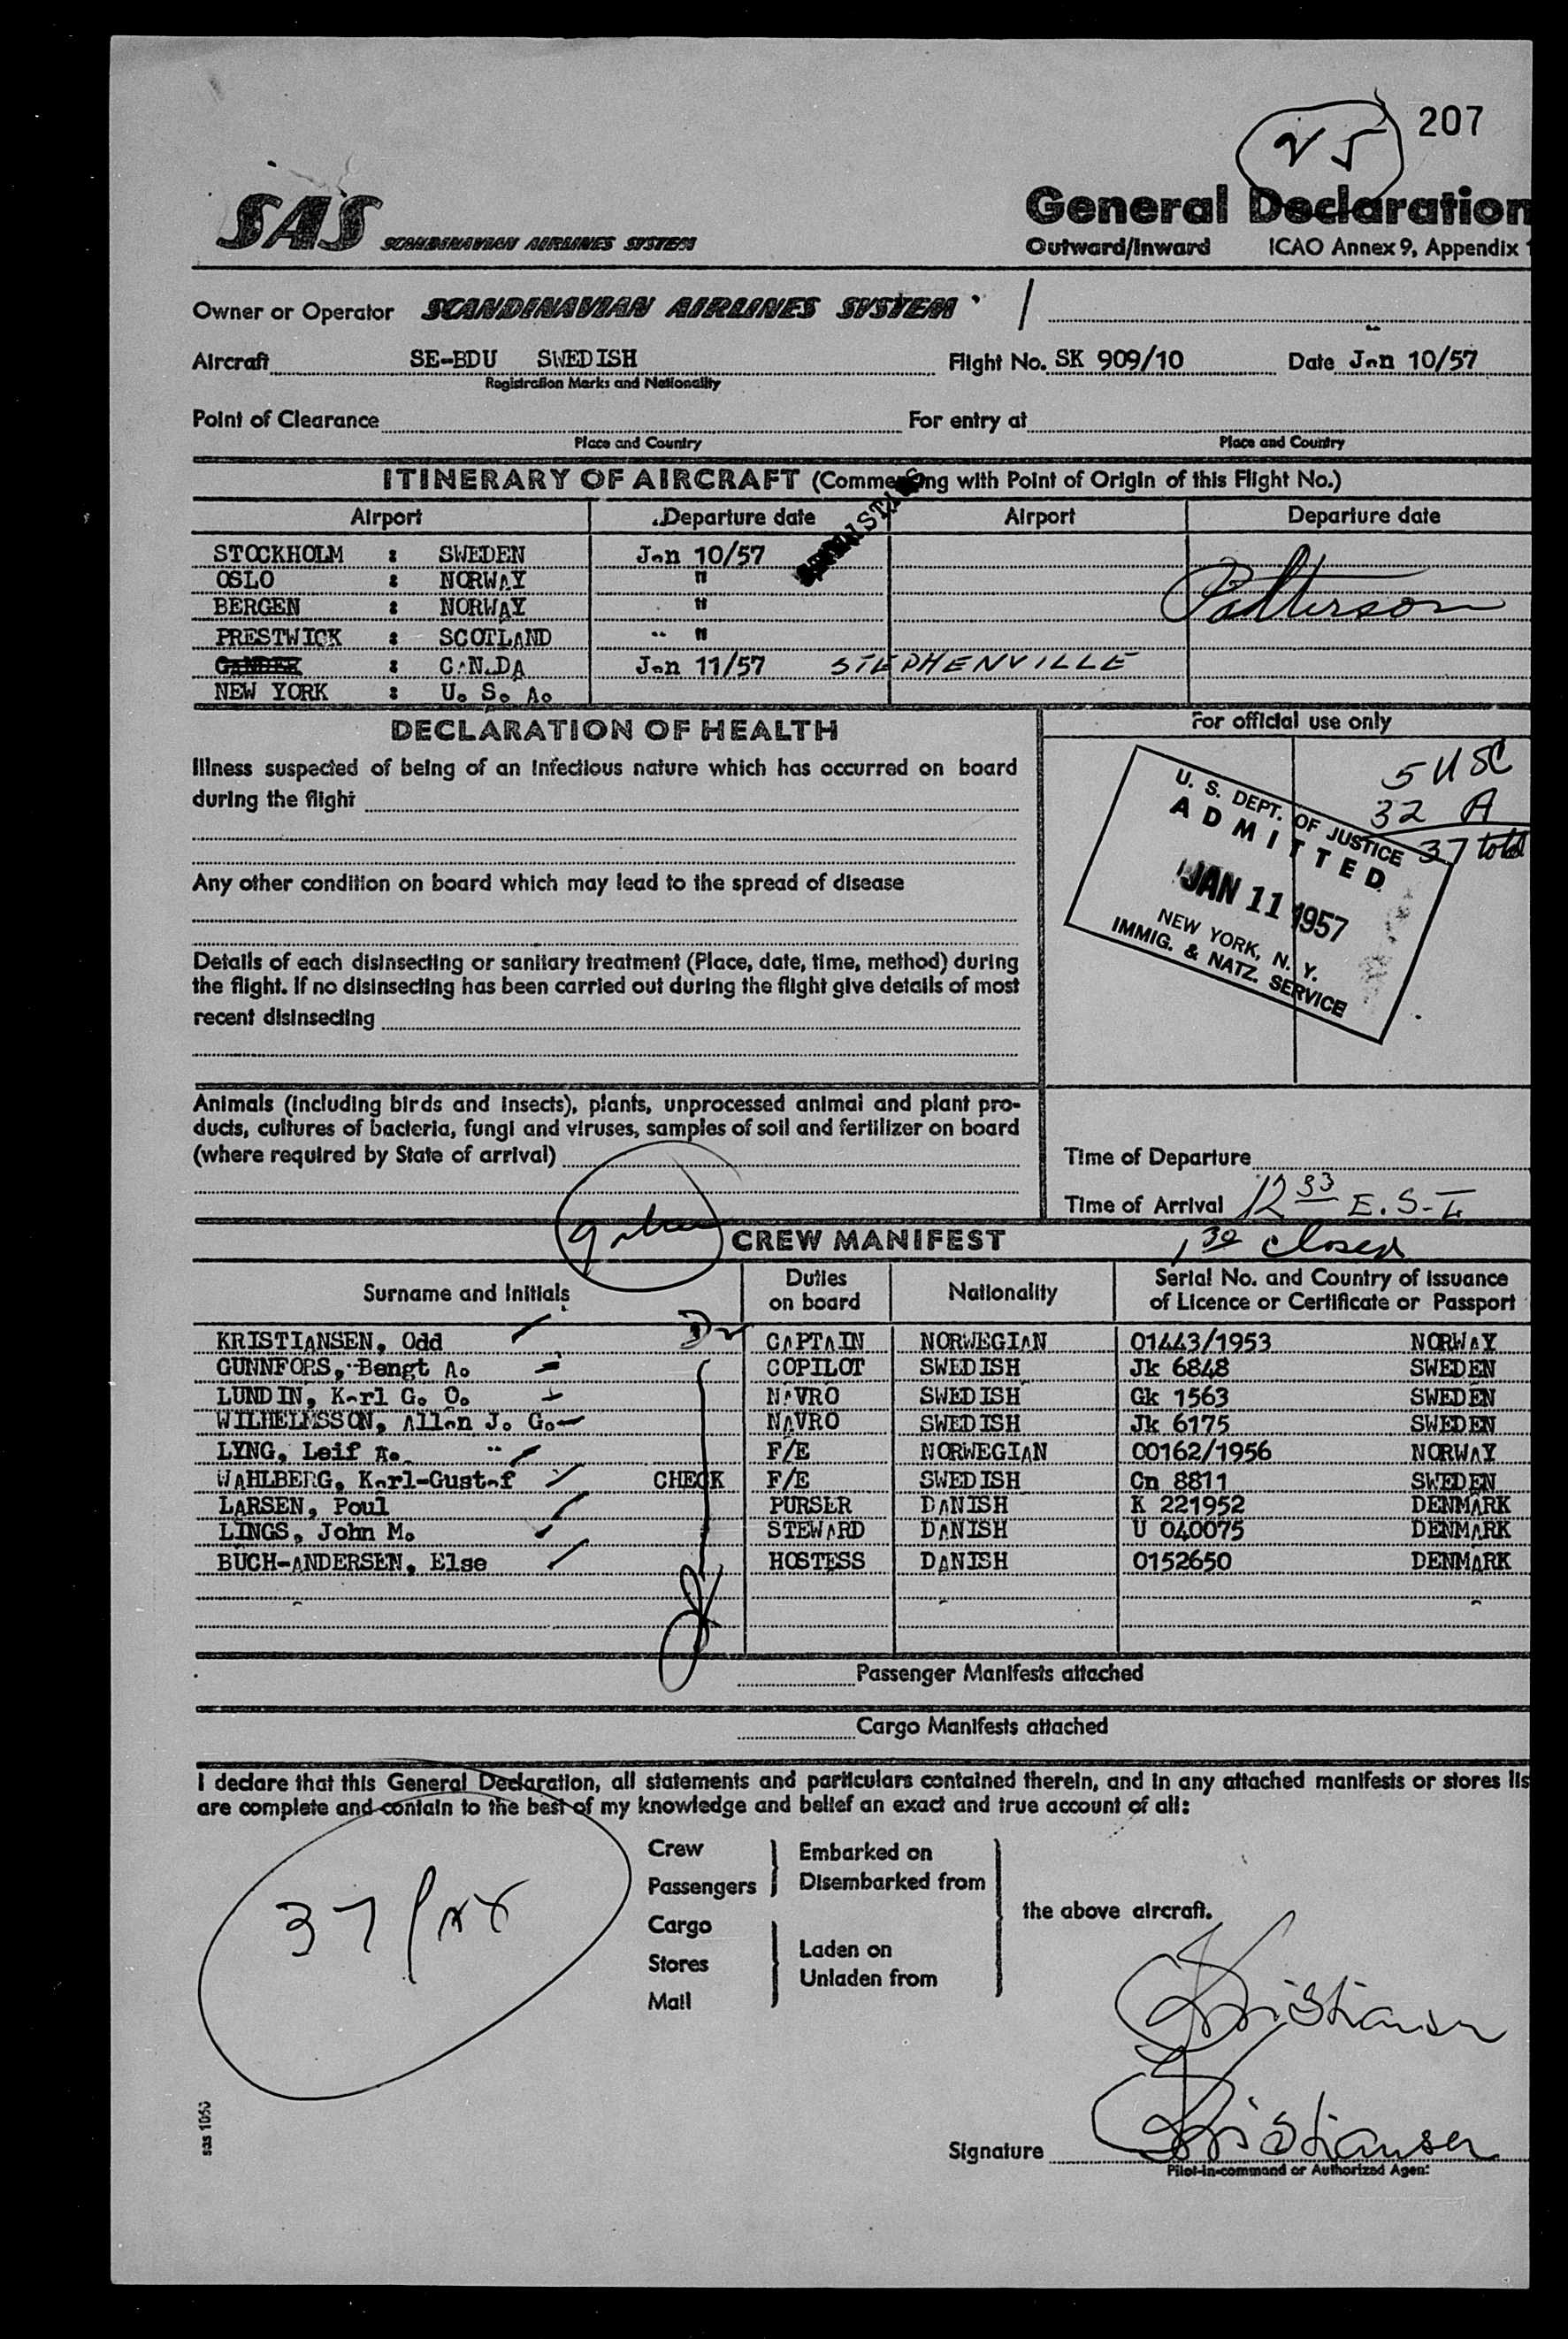 25
207
SAS SCANDINAVIAN AIRLINES SYSTEM
General Declaration
Outward/Inward ICAO Annex 9, Appendix 1
Owner or Operator SCANDINAVIAN AIRLINES SYSTEM
Aircraft SE-BDU SWEDISH Flight No. SK 909/10 Date Jan 10/57
Registration Marks and Nationality
Point of Clearance For entry at
Place and Country Place and Country
ITINERARY OF AIRCRAFT (Commencing with Point of Origin of this Flight No.)
Airport Departure date Airport Departure date
STOCKHOLM : SWEDEN Jan 10/57
OSLO : NORWAY "
BERGEN : NORWAY " Patterson
PRESTWICK : SCOTLAND "
GANDER : CANADA Jan 11/57 STEPHENVILLE
NEW YORK : U. S. A.
DECLARATION OF HEALTH
Illness suspected of being of an infectious nature which has occurred on board
during the flight
Any other condition on board which may lead to the spread of disease
Details of each disinsecting or sanitary treatment (Place, date, time, method) during
the flight. If no disinsecting has been carried out during the flight give details of most
recent disinsecting
Animals (including birds and insects), plants, unprocessed animal and plant pro-
ducts, cultures of bacteria, fungi and viruses, samples of soil and fertilizer on board
(where required by State of arrival)
For official use only
5 USC
32 A
37 total
U. S. DEPT. OF JUSTICE
ADMITTED
JAN 11 1957
NEW YORK, N. Y.
IMMIG. & NATZ. SERVICE
Time of Departure
Time of Arrival 12 33 E. S. T.
CREW MANIFEST
1 30 closed
Surname and Initials Duties on board Nationality Serial No. and Country of issuance of Licence or Certificate or Passport
KRISTIANSEN, Odd CAPTAIN NORWEGIAN 01443/1953 NORWAY
GUNNFORS, Bengt A. COPILOT SWEDISH Jk 6848 SWEDEN
LUNDIN, Karl G. O. NAVRO SWEDISH Gk 1563 SWEDEN
WILHELMSSON, Allan J. G. NAVRO SWEDISH Jk 6175 SWEDEN
LYNG, Leif A. F/E NORWEGIAN 00162/1956 NORWAY
WAHLBERG, Karl-Gustaf CHECK F/E SWEDISH Cn 8811 SWEDEN
LARSEN, Poul PURSER DANISH K 221952 DENMARK
LINGS, John M. STEWARD DANISH U 040075 DENMARK
BUCH-ANDERSEN, Else HOSTESS DANISH 0152650 DENMARK
Passenger Manifests attached
Cargo Manifests attached
I declare that this General Declaration, all statements and particulars contained therein, and in any attached manifests or stores lis
are complete and contain to the best of my knowledge and belief an exact and true account of all:
Crew
Passengers
Embarked on
Disembarked from
Cargo
Stores
Mail
Laden on
Unladen from
the above aircraft.
37
Kristiansen
Signature Kristiansen
Pilot-in-command or Authorized Agent
sas 1050